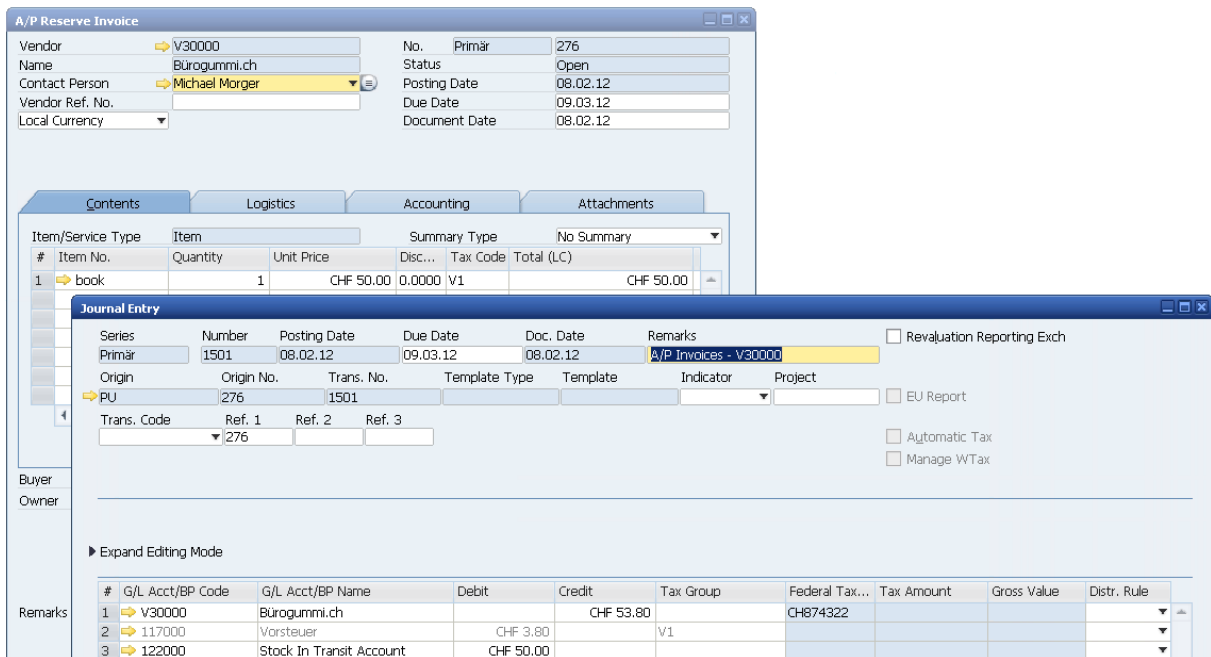 A/P Reserve Invoice
Vendor V30000 No. Primär 276
Name Bürogummi.ch Status Open
Contact Person Michael Morger Posting Date 08.02.12
Vendor Ref. No. Due Date 09.03.12
Local Currency Document Date 08.02.12
Contents Logistics Accounting Attachments
Item/Service Type Item Summary Type No Summary
# Item No. Quantity Unit Price Disc... Tax Code Total (LC)
1 book 1 CHF 50.00 0.0000 V1 CHF 50.00
Journal Entry
Series Number Posting Date Due Date Doc. Date Remarks Revaluation Reporting Exch
Primär 1501 08.02.12 09.03.12 08.02.12 A/P Invoices - V30000
Origin Origin No. Trans. No. Template Type Template Indicator Project
PU 276 1501 EU Report
Trans. Code Ref. 1 Ref. 2 Ref. 3
276 Automatic Tax
Manage WTax
Buyer
Owner
Expand Editing Mode
# G/L Acct/BP Code G/L Acct/BP Name Debit Credit Tax Group Federal Tax... Tax Amount Gross Value Distr. Rule
Remarks 1 V30000 Bürogummi.ch CHF 53.80 CH874322
2 117000 Vorsteuer CHF 3.80 V1
3 122000 Stock In Transit Account CHF 50.00